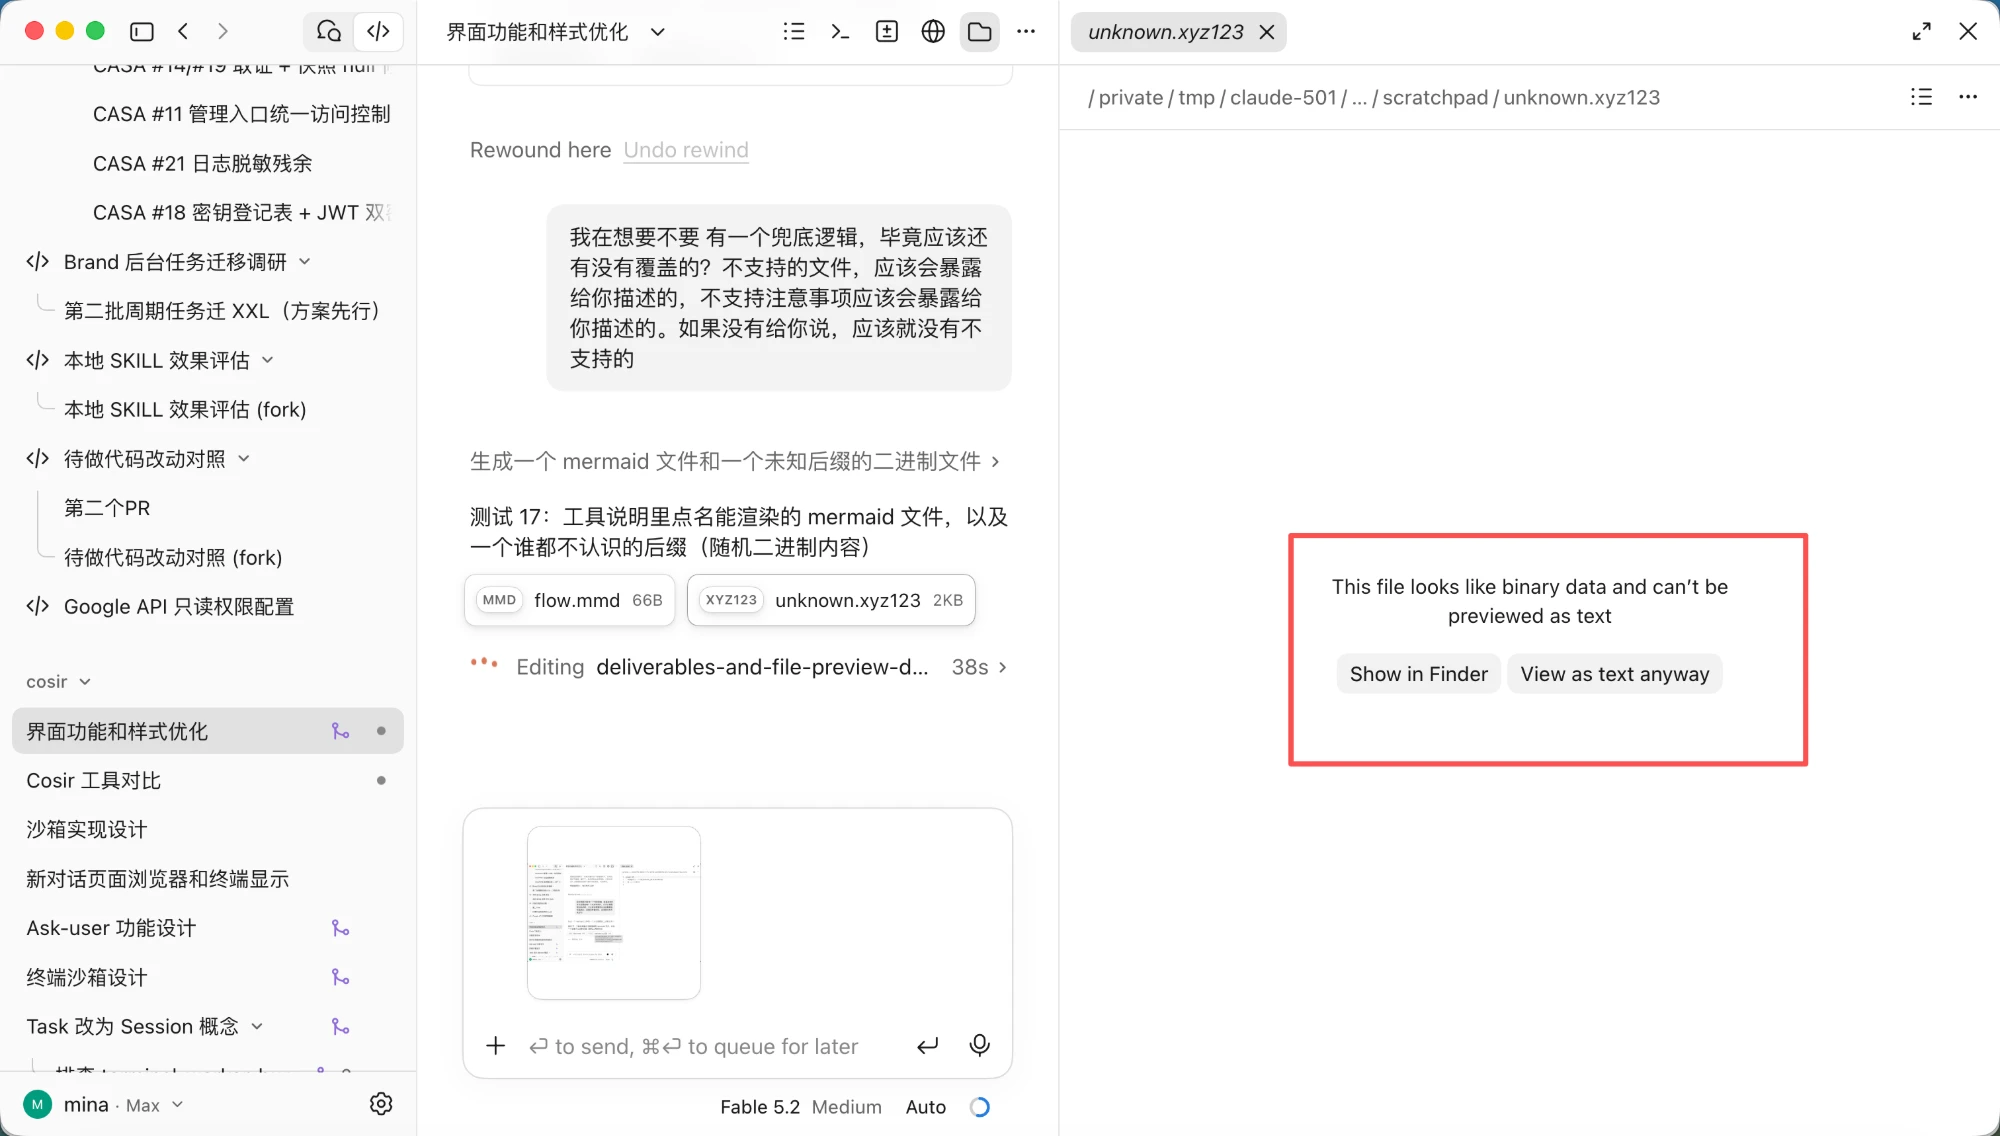 CASA #14/#19 取证 + 快照 null
CASA #11 管理入口统一访问控制
CASA #21 日志脱敏残余
CASA #18 密钥登记表 + JWT 双
Brand 后台任务迁移调研
第二批周期任务迁 XXL（方案先行）
本地 SKILL 效果评估
本地 SKILL 效果评估 (fork)
待做代码改动对照
第二个PR
待做代码改动对照 (fork)
Google API 只读权限配置
cosir
界面功能和样式优化
Cosir 工具对比
沙箱实现设计
新对话页面浏览器和终端显示
Ask-user 功能设计
终端沙箱设计
Task 改为 Session 概念
M
mina · Max
界面功能和样式优化
Rewound here Undo rewind
我在想要不要 有一个兜底逻辑，毕竟应该还
有没有覆盖的？不支持的文件，应该会暴露
给你描述的，不支持注意事项应该会暴露给
你描述的。如果没有给你说，应该就没有不
支持的
生成一个 mermaid 文件和一个未知后缀的二进制文件
测试 17：工具说明里点名能渲染的 mermaid 文件，以及
一个谁都不认识的后缀（随机二进制内容）
MMD flow.mmd 66B
XYZ123 unknown.xyz123 2KB
Editing deliverables-and-file-preview-d... 38s
⏎ to send, ⌘⏎ to queue for later
Fable 5.2 Medium Auto
unknown.xyz123
/ private / tmp / claude-501 / ... / scratchpad / unknown.xyz123
This file looks like binary data and can't be
previewed as text
Show in Finder
View as text anyway